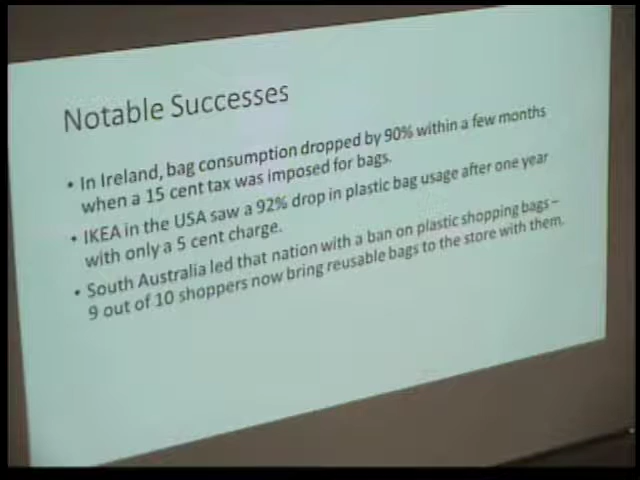 Notable Successes
• In Ireland, bag consumption dropped by 90% within a few months
when a 15 cent tax was imposed for bags.
• IKEA in the USA saw a 92% drop in plastic bag usage after one year
with only a 5 cent charge.
• South Australia led that nation with a ban on plastic shopping bags –
9 out of 10 shoppers now bring reusable bags to the store with them.